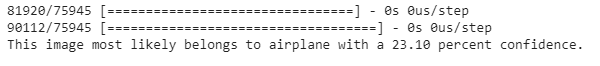 81920/75945 [================================] - 0s 0us/step
90112/75945 [===================================] - 0s 0us/step
This image most likely belongs to airplane with a 23.10 percent confidence.